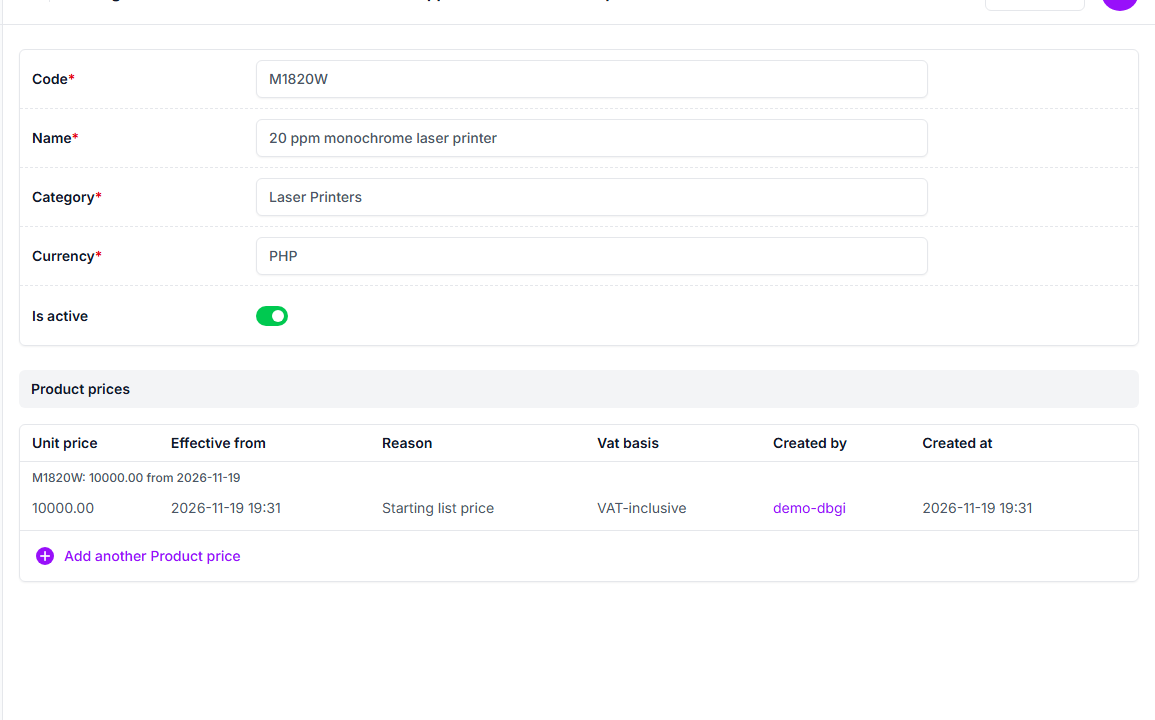 Code*
M1820W
Name*
20 ppm monochrome laser printer
Category*
Laser Printers
Currency*
PHP
Is active
Product prices
Unit price Effective from Reason Vat basis Created by Created at
M1820W: 10000.00 from 2026-11-19
10000.00 2026-11-19 19:31 Starting list price VAT-inclusive demo-dbgi 2026-11-19 19:31
Add another Product price